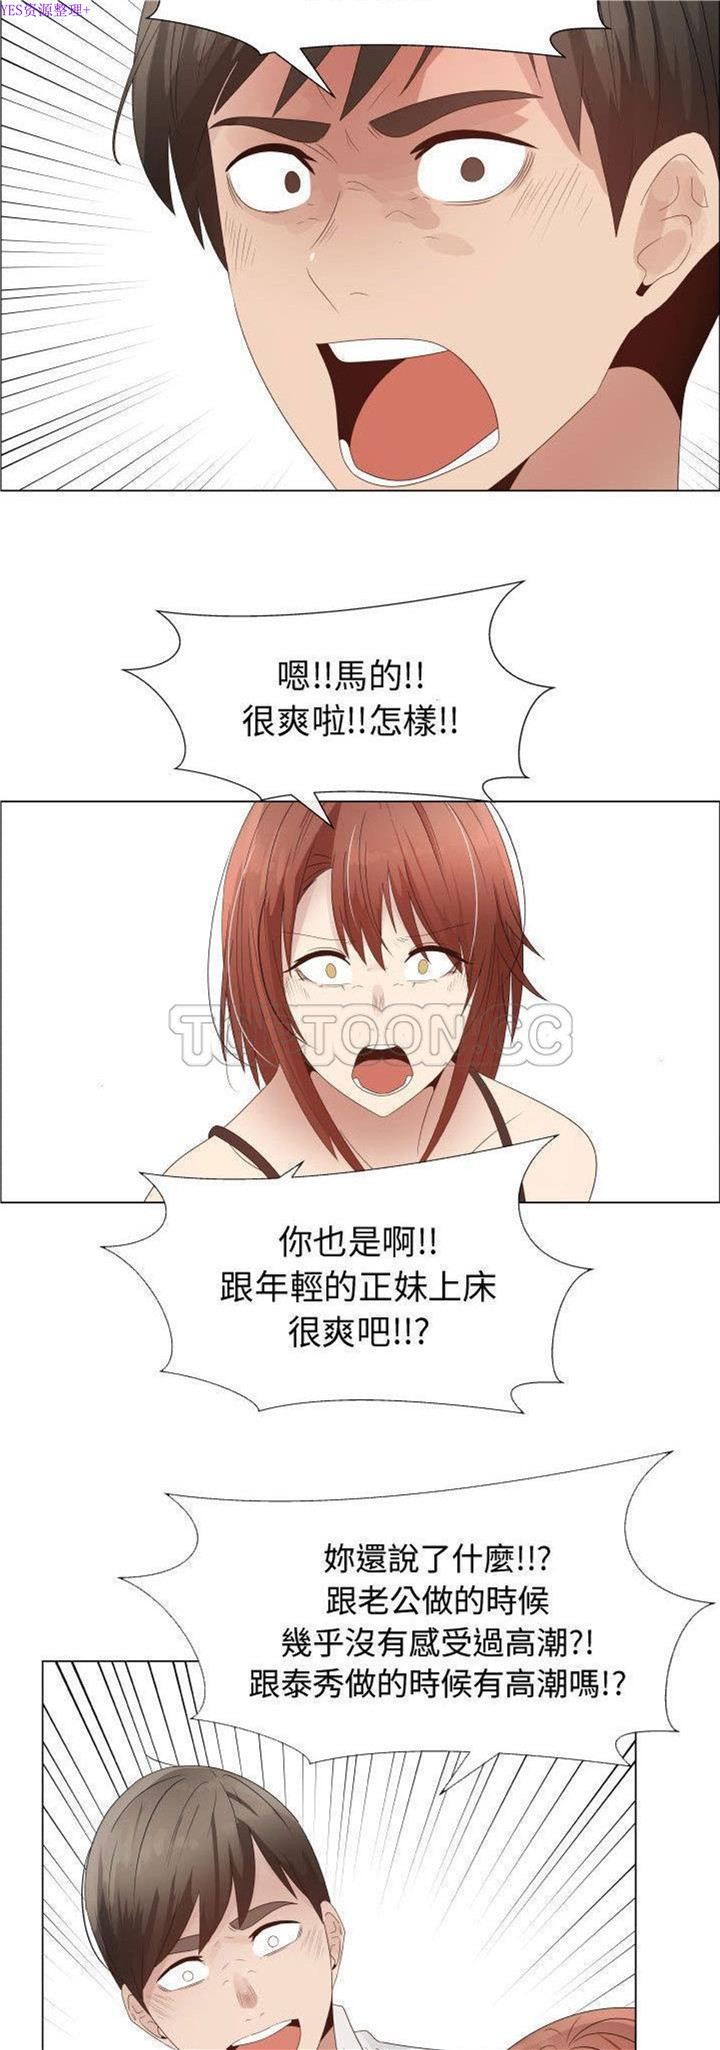 YES资源整理+
嗯!!馬的!!
很爽啦!!怎樣!!
TOPTOON.CC
你也是啊!!
跟年輕的正妹上床
很爽吧!!?
妳還說了什麼!!?
跟老公做的時候
幾乎沒有感受過高潮?!
跟泰秀做的時候有高潮嗎!?